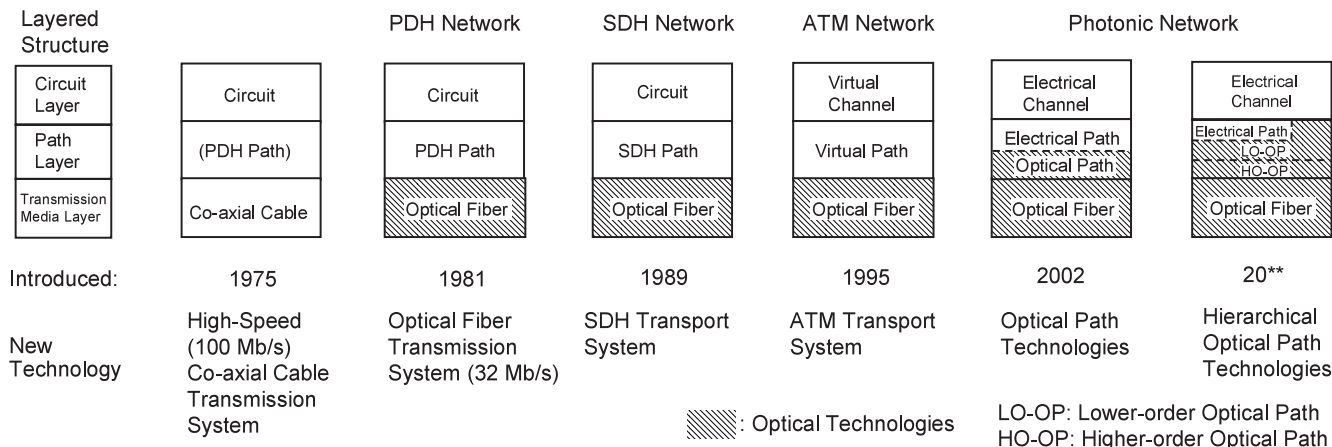 Layered
Structure
PDH Network
SDH Network
ATM Network
Photonic Network
Circuit
Layer
Path
Layer
Transmission
Media Layer
Circuit
(PDH Path)
Co-axial Cable
Circuit
PDH Path
Optical Fiber
Circuit
SDH Path
Optical Fiber
Virtual
Channel
Virtual Path
Optical Fiber
Electrical
Channel
Electrical Path
Optical Path
Optical Fiber
Electrical
Channel
Electrical Path
LO-OP
HO-OP
Optical Fiber
Introduced:
1975
1981
1989
1995
2002
20**
New
Technology
High-Speed
(100 Mb/s)
Co-axial Cable
Transmission
System
Optical Fiber
Transmission
System (32 Mb/s)
SDH Transport
System
ATM Transport
System
Optical Path
Technologies
Hierarchical
Optical Path
Technologies
: Optical Technologies
LO-OP: Lower-order Optical Path
HO-OP: Higher-order Optical Path